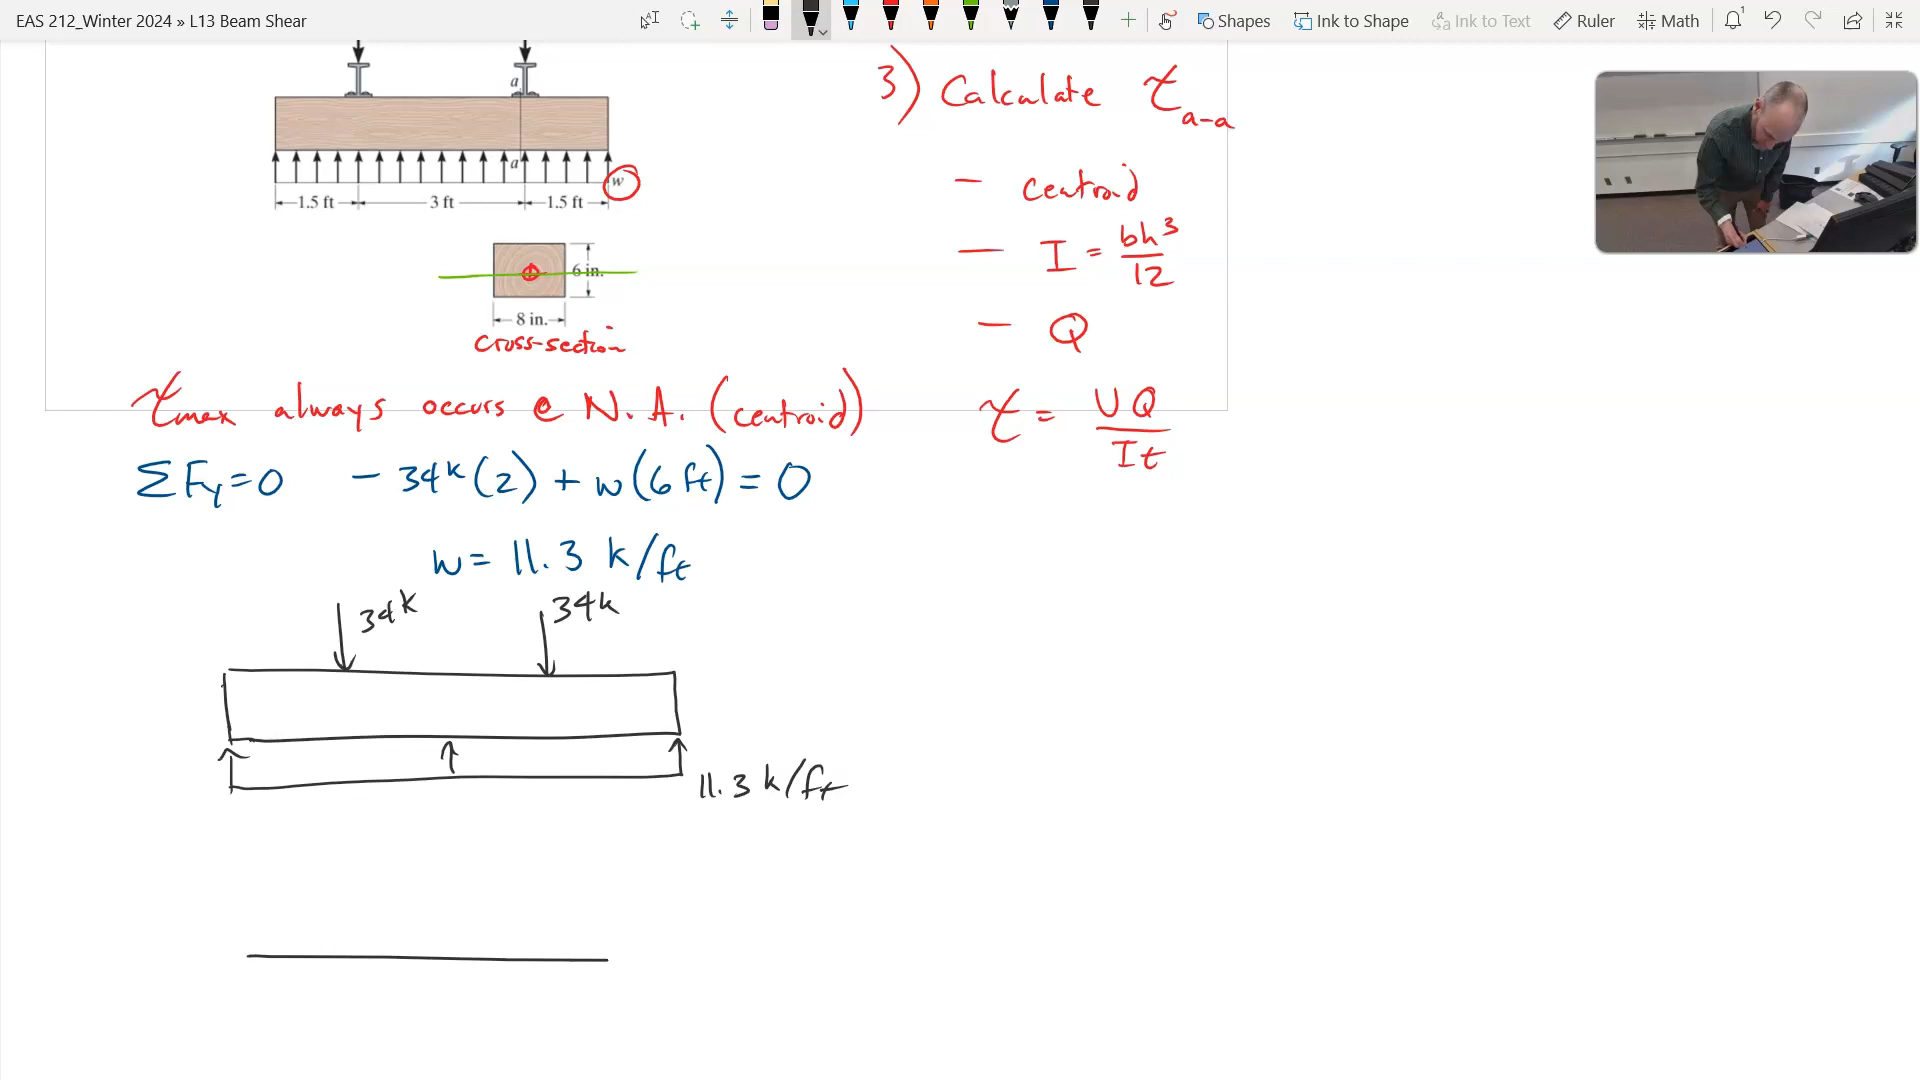 EAS 212_Winter 2024 » L13 Beam Shear
Shapes
Ink to Shape
Ink to Text
Ruler
Math
1
a
a
w
1.5 ft
3 ft
1.5 ft
6 in.
8 in.
cross-section
3) Calculate τa-a
- centroid
- I = bh³/12
- Q
τmax always occurs @ N.A. (centroid)
τ = VQ/It
ΣFy=0 - 34k(2) + w(6 ft) = 0
w = 11.3 k/ft
34k
34k
11.3 k/ft